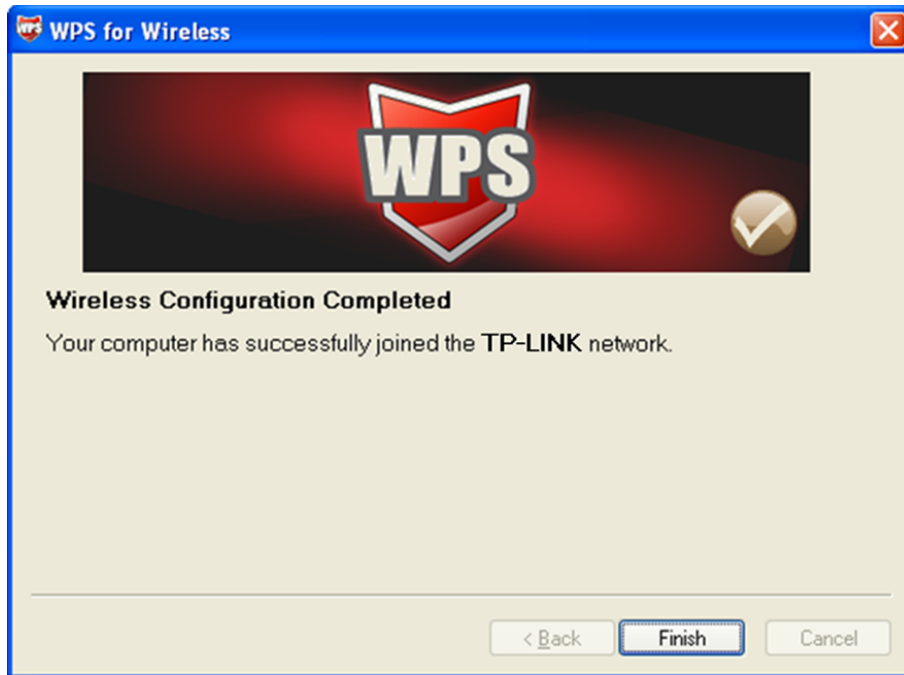 WPS WPS for Wireless
WPS
Wireless Configuration Completed
Your computer has successfully joined the TP-LINK network.
< Back Finish Cancel